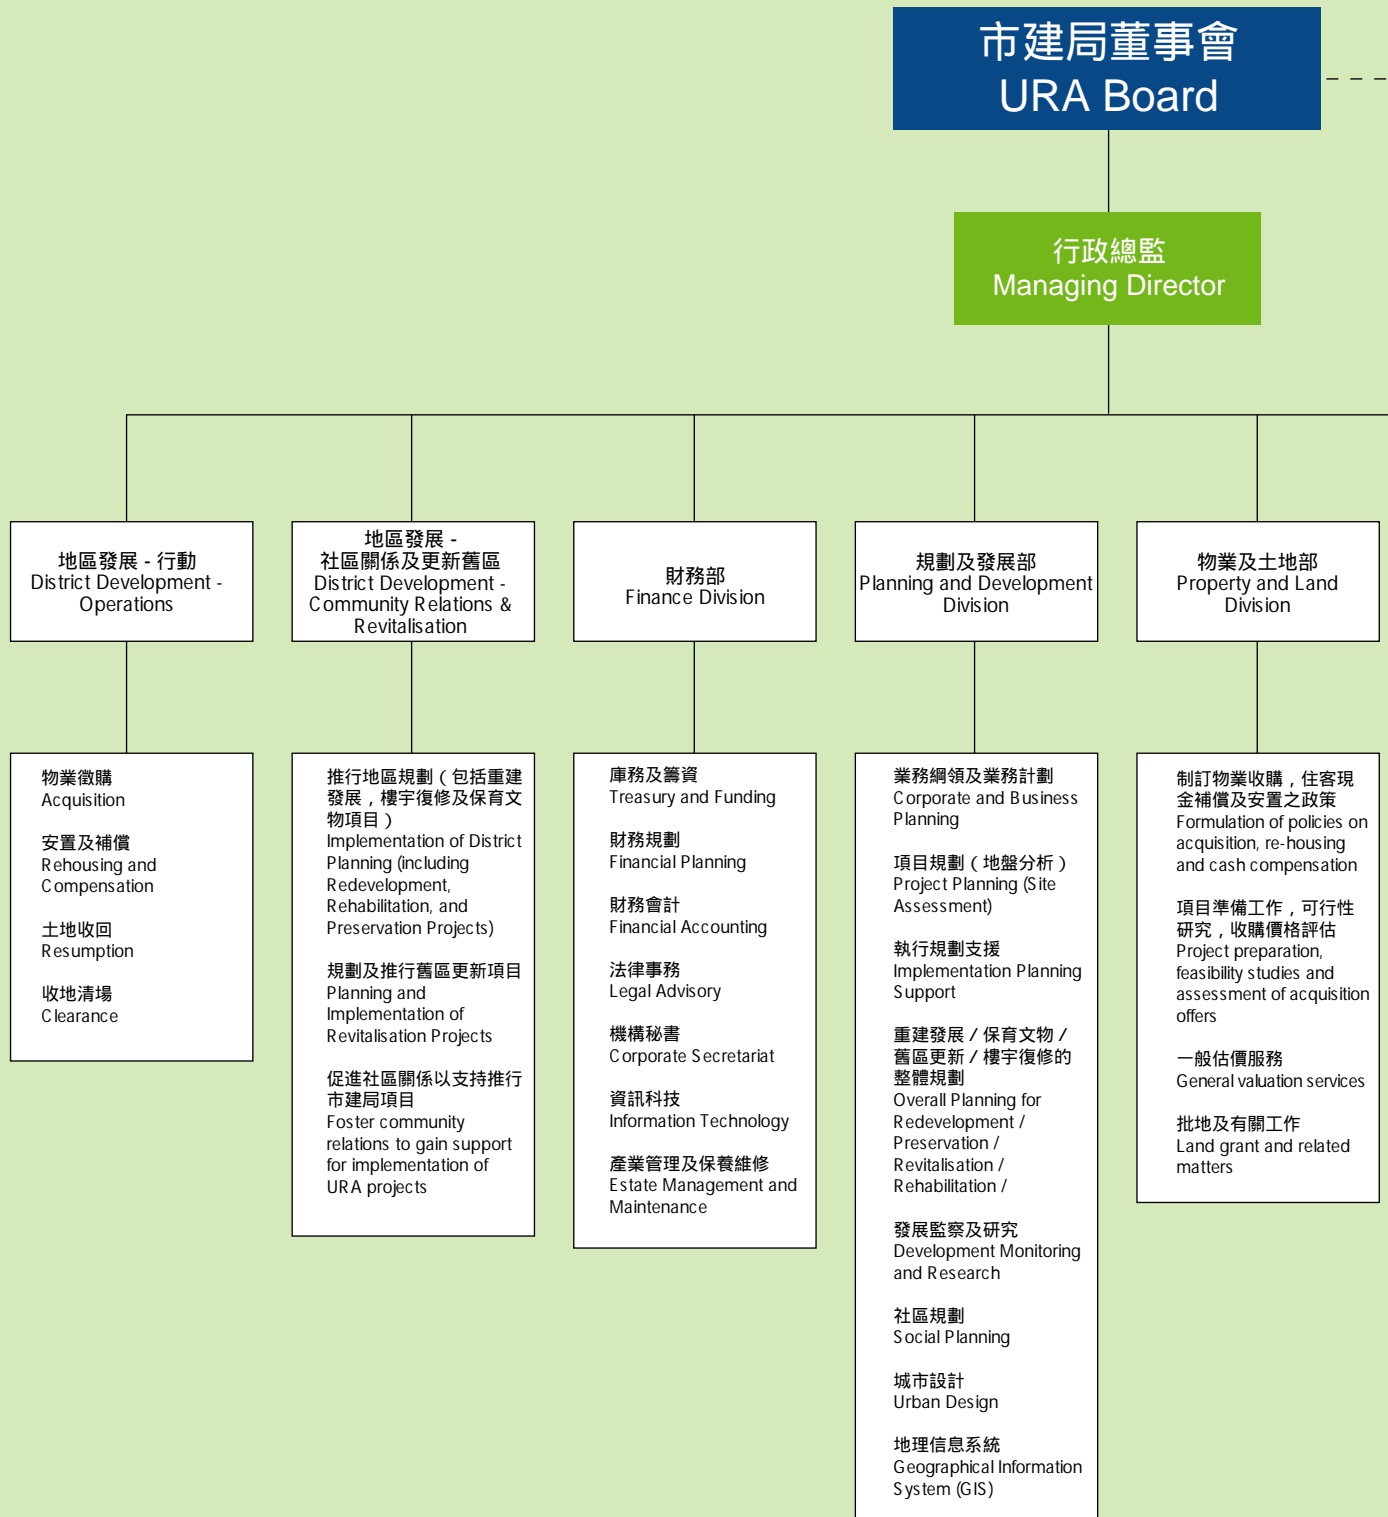 市建局董事會
URA Board
行政總監
Managing Director
地區發展 - 行動
District Development -
Operations
地區發展 -
社區關係及更新舊區
District Development -
Community Relations &
Revitalisation
財務部
Finance Division
規劃及發展部
Planning and Development
Division
物業及土地部
Property and Land
Division
物業徵購
Acquisition
安置及補償
Rehousing and
Compensation
土地收回
Resumption
收地清場
Clearance
推行地區規劃（包括重建
發展，樓宇復修及保育文
物項目）
Implementation of District
Planning (including
Redevelopment,
Rehabilitation, and
Preservation Projects)
規劃及推行舊區更新項目
Planning and
Implementation of
Revitalisation Projects
促進社區關係以支持推行
市建局項目
Foster community
relations to gain support
for implementation of
URA projects
庫務及籌資
Treasury and Funding
財務規劃
Financial Planning
財務會計
Financial Accounting
法律事務
Legal Advisory
機構秘書
Corporate Secretariat
資訊科技
Information Technology
產業管理及保養維修
Estate Management and
Maintenance
業務綱領及業務計劃
Corporate and Business
Planning
項目規劃（地盤分析）
Project Planning (Site
Assessment)
執行規劃支援
Implementation Planning
Support
重建發展 / 保育文物 /
舊區更新 / 樓宇復修的
整體規劃
Overall Planning for
Redevelopment /
Preservation /
Revitalisation /
Rehabilitation /
發展監察及研究
Development Monitoring
and Research
社區規劃
Social Planning
城市設計
Urban Design
地理信息系統
Geographical Information
System (GIS)
制訂物業收購，住客現
金補償及安置之政策
Formulation of policies on
acquisition, re-housing
and cash compensation
項目準備工作，可行性
研究，收購價格評估
Project preparation,
feasibility studies and
assessment of acquisition
offers
一般估價服務
General valuation services
批地及有關工作
Land grant and related
matters